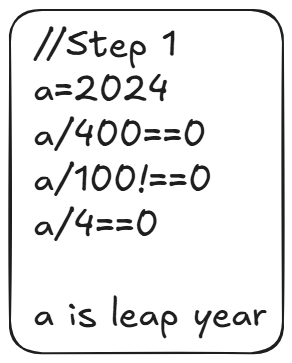 //Step 1
a=2024
a/400==0
a/100!==0
a/4==0
a is leap year